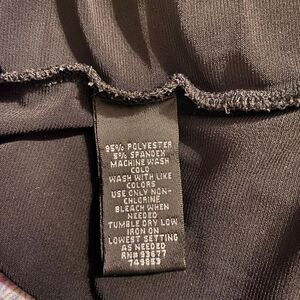 95% POLYESTER
5% SPANDEX
MACHINE WASH
COLD
WASH WITH LIKE
COLORS
USE ONLY NON-
CHLORINE
BLEACH WHEN
NEEDED
TUMBLE DRY LOW
IRON ON
LOWEST SETTING
AS NEEDED
RN# 93677
749853